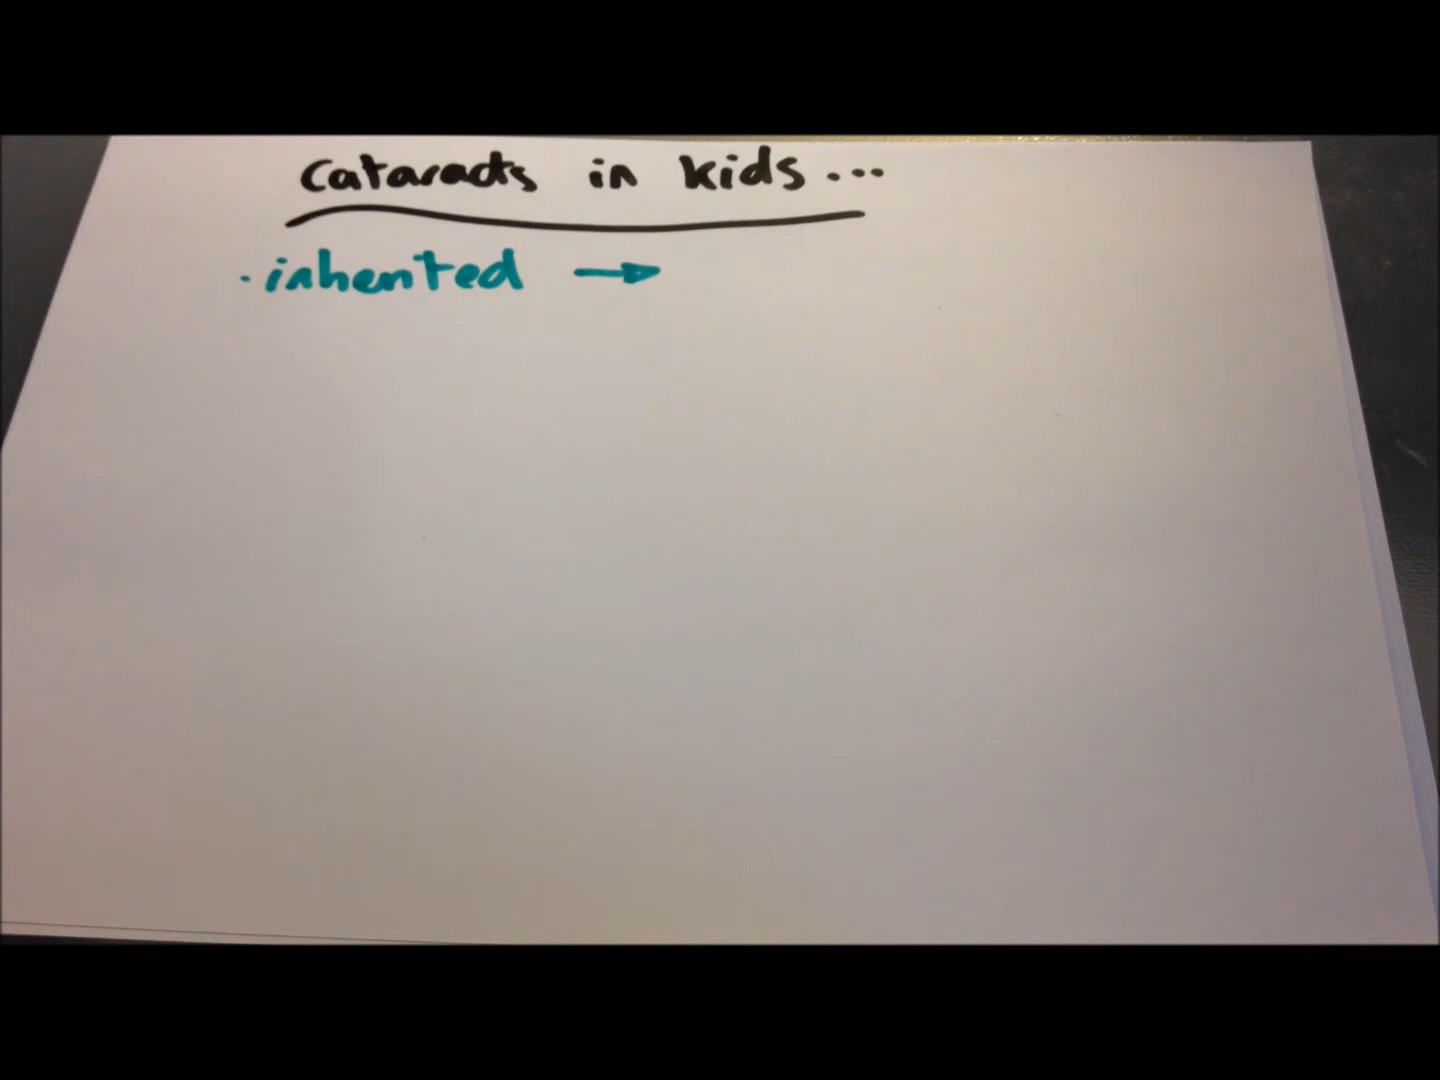 Cataracts in kids...
· inherited →